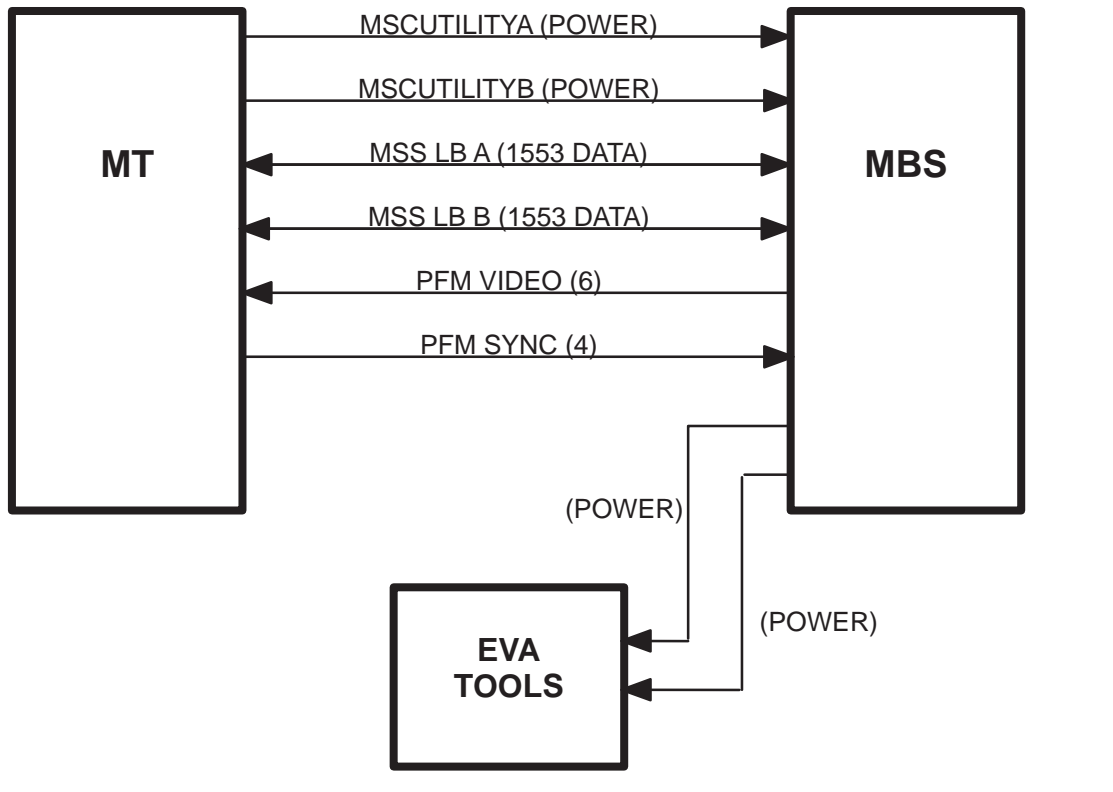 MSCUTILITYA (POWER)
MSCUTILITYB (POWER)
MT
MSS LB A (1553 DATA)
MBS
MSS LB B (1553 DATA)
PFM VIDEO (6)
PFM SYNC (4)
(POWER)
(POWER)
EVA
TOOLS